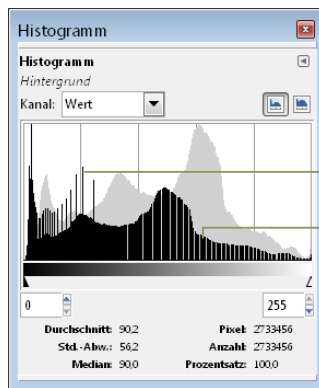 Histogramm
Histogramm
Hintergrund
Kanal: Wert
0 255
Durchschnitt: 90,2 Pixel: 2733456
Std.-Abw.: 56,2 Anzahl: 2733456
Median: 90,0 Prozentsatz: 100,0